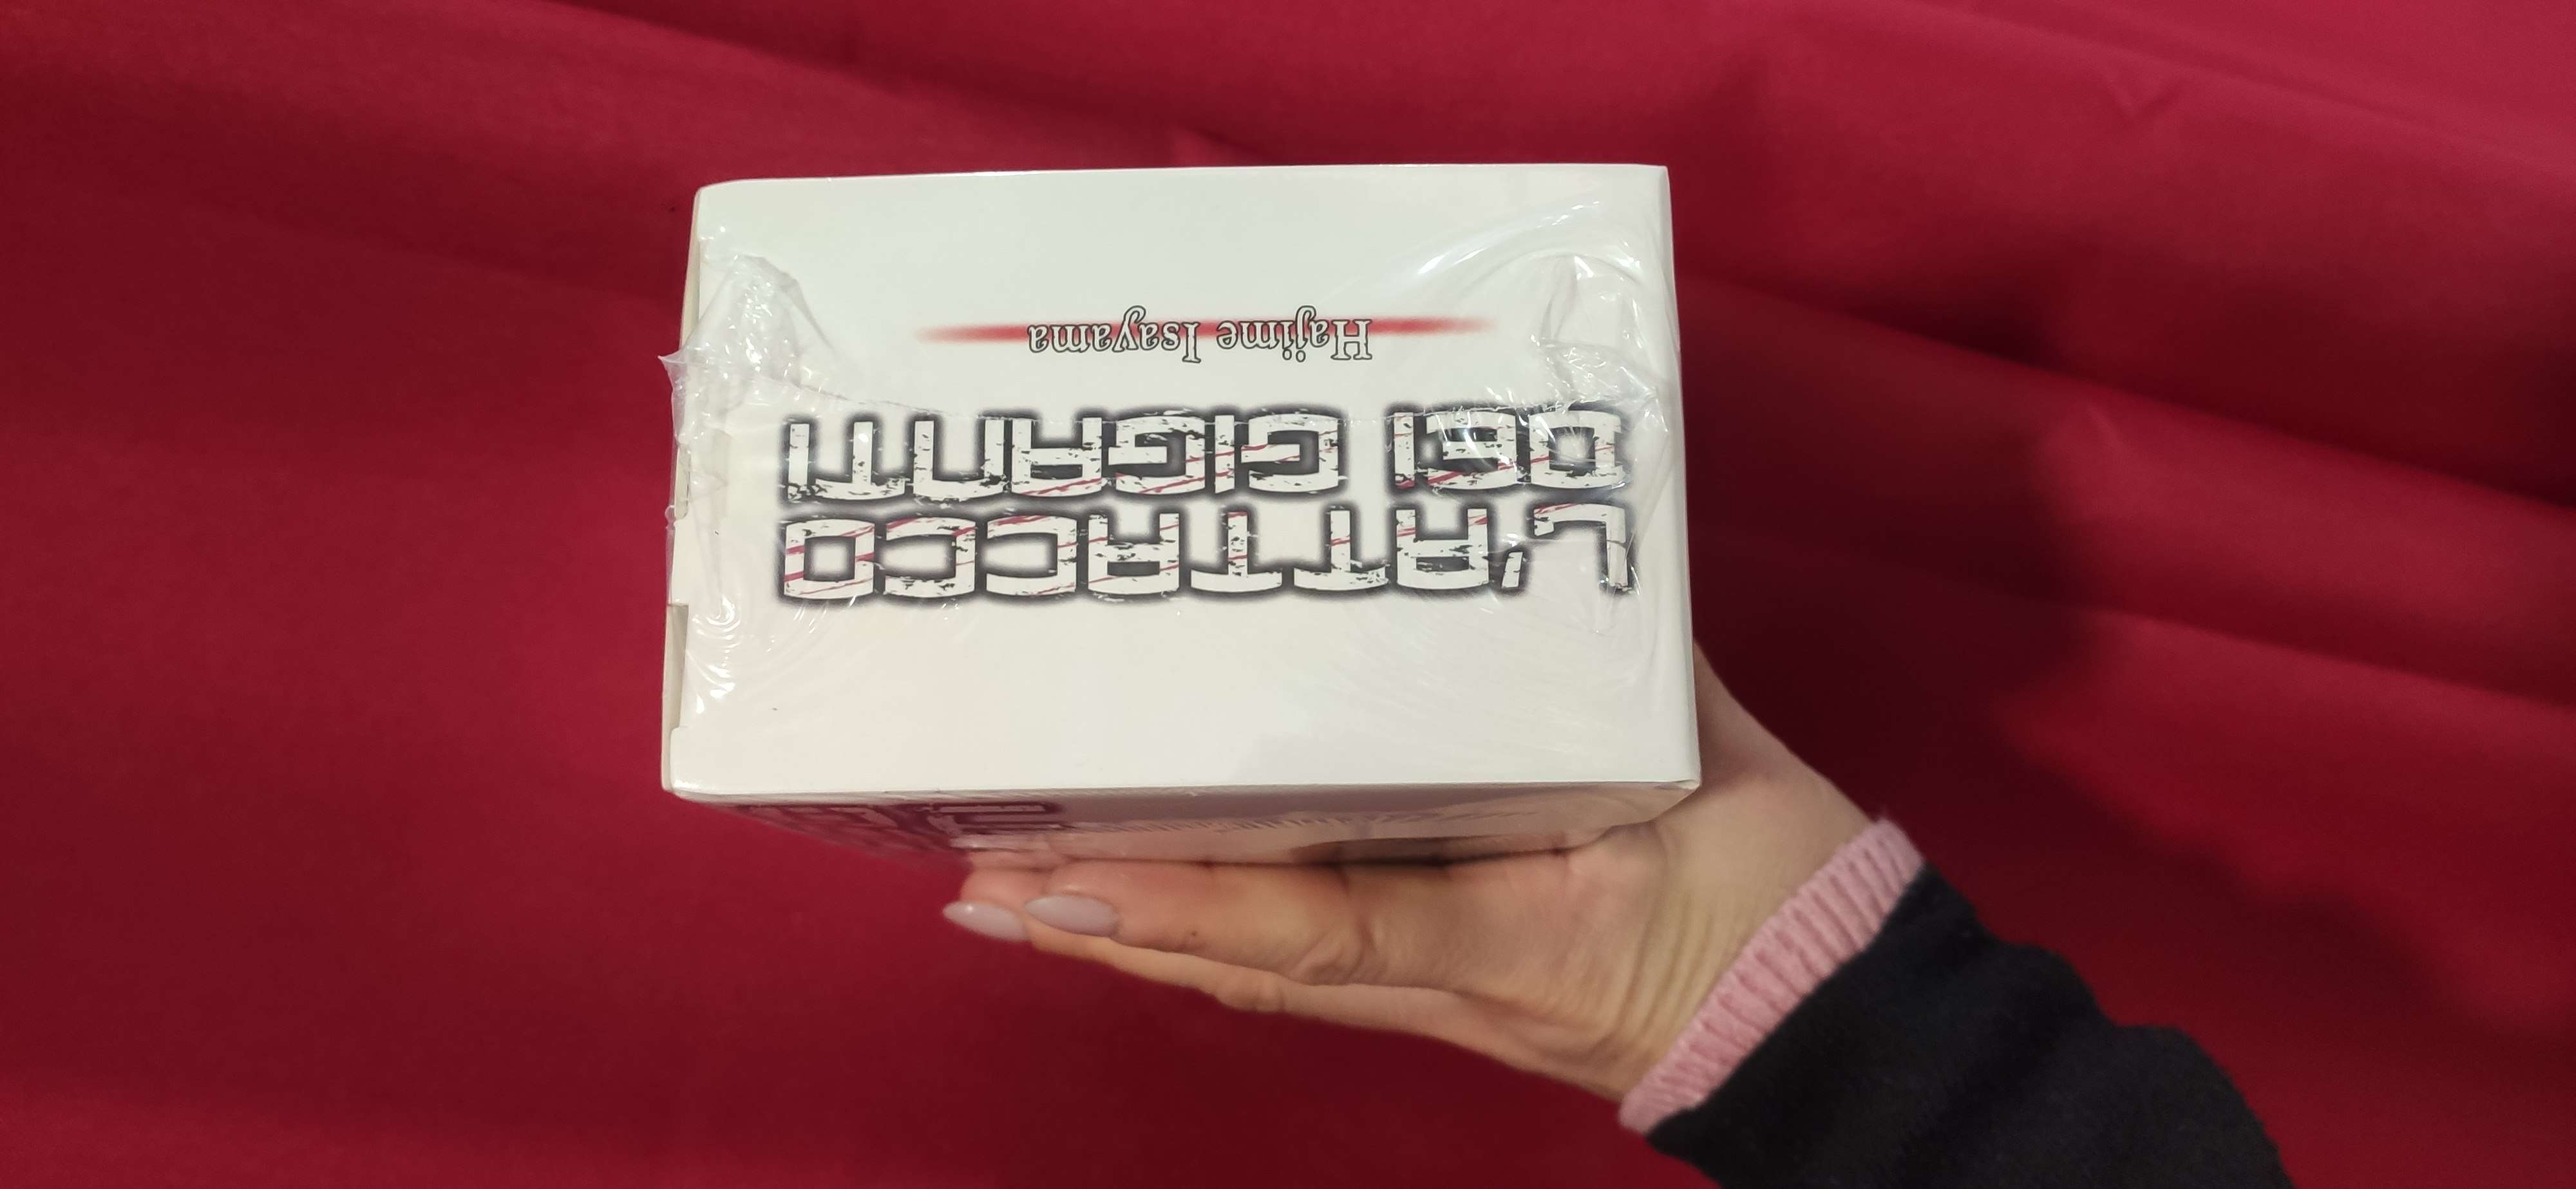 L'ATTACCO
DEI GIGANTI
Hajime Isayama